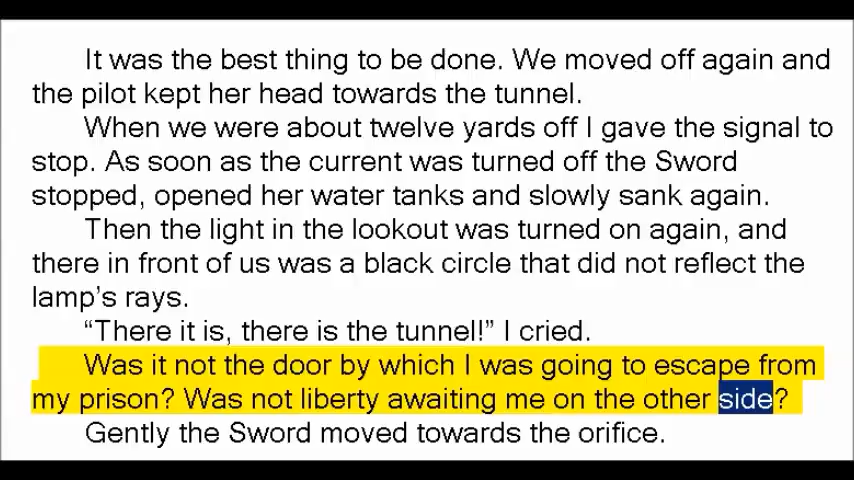 It was the best thing to be done. We moved off again and
the pilot kept her head towards the tunnel.
When we were about twelve yards off I gave the signal to
stop. As soon as the current was turned off the Sword
stopped, opened her water tanks and slowly sank again.
Then the light in the lookout was turned on again, and
there in front of us was a black circle that did not reflect the
lamp’s rays.
“There it is, there is the tunnel!” I cried.
Was it not the door by which I was going to escape from
my prison? Was not liberty awaiting me on the other side?
Gently the Sword moved towards the orifice.